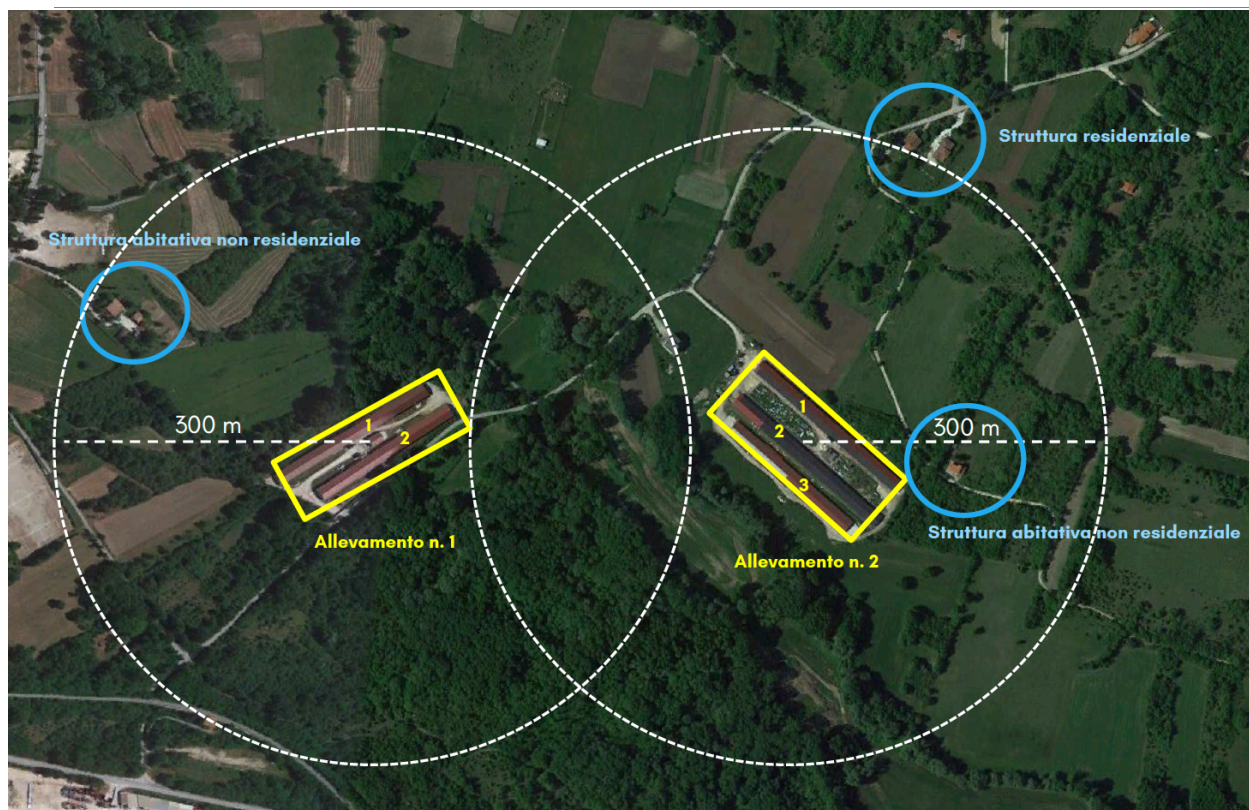 Struttura residenziale
Struttura abitativa non residenziale
300 m
1
2
Allevamento n. 1
1
2
3
300 m
Struttura abitativa non residenziale
Allevamento n. 2